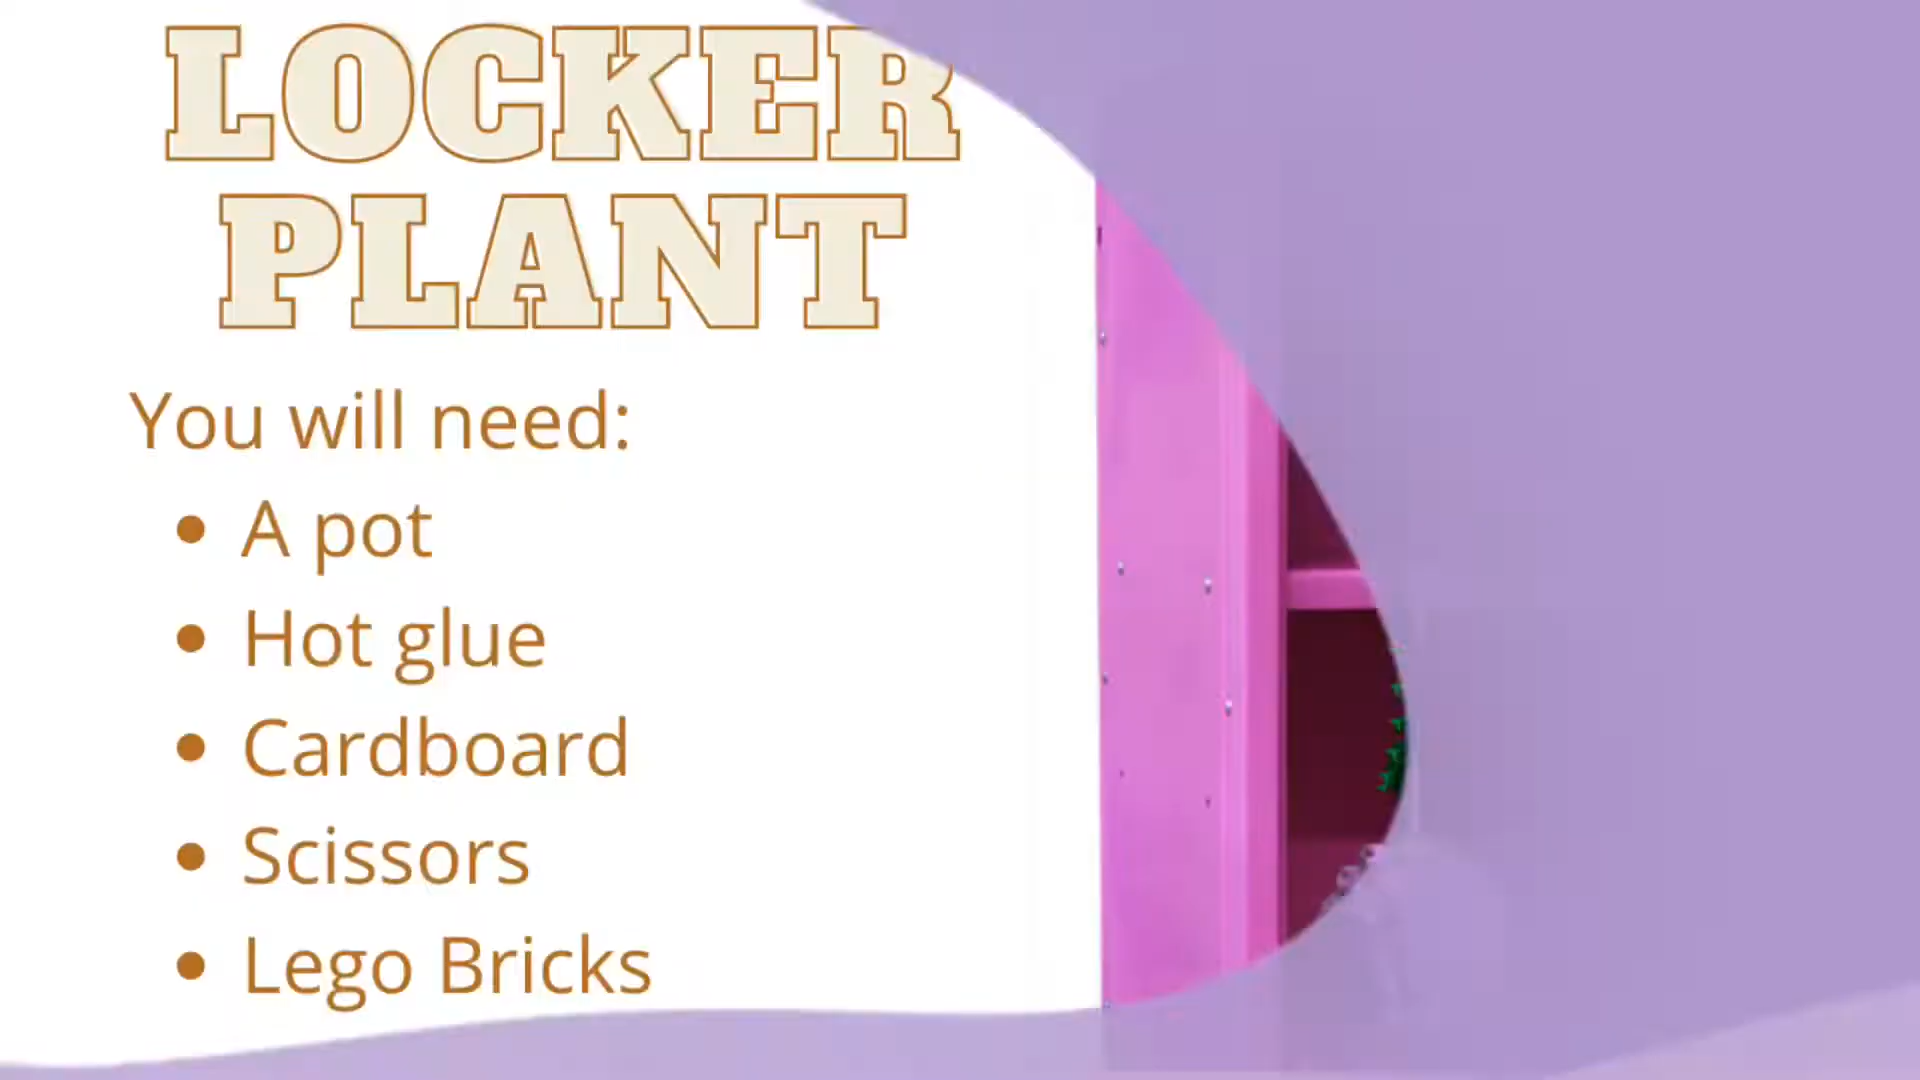 LOCKER
PLANT
You will need:
• A pot
• Hot glue
• Cardboard
• Scissors
• Lego Bricks